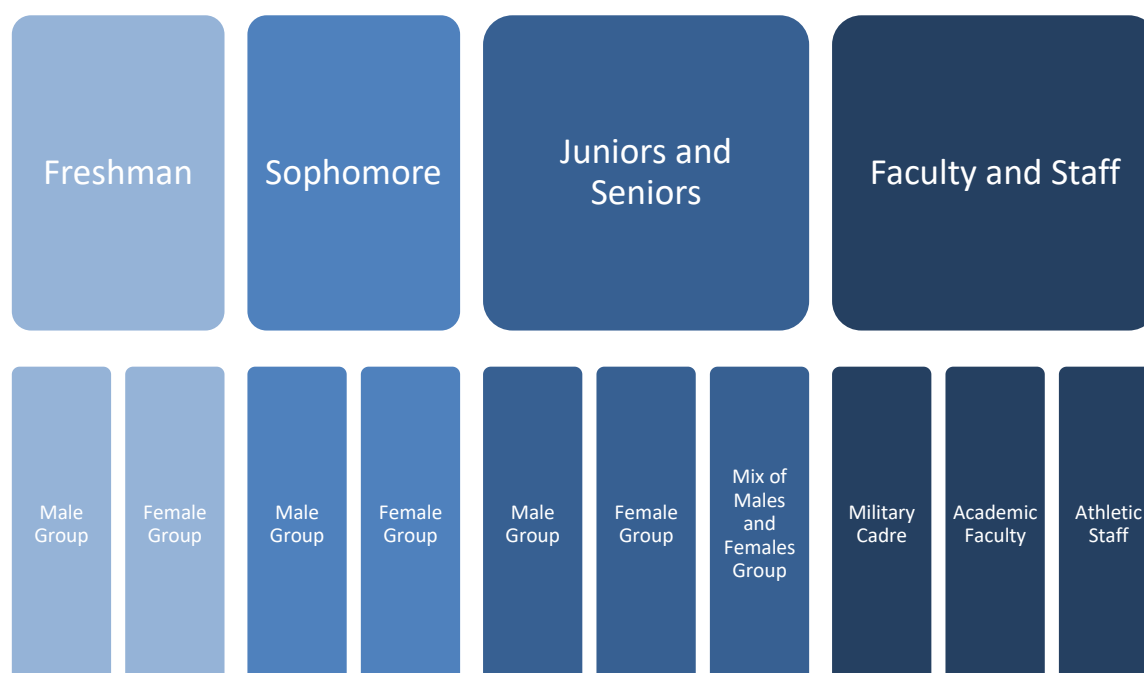 Freshman
Sophomore
Juniors and
Seniors
Faculty and Staff
Male
Group
Female
Group
Male
Group
Female
Group
Male
Group
Female
Group
Mix of
Males
and
Females
Group
Military
Cadre
Academic
Faculty
Athletic
Staff